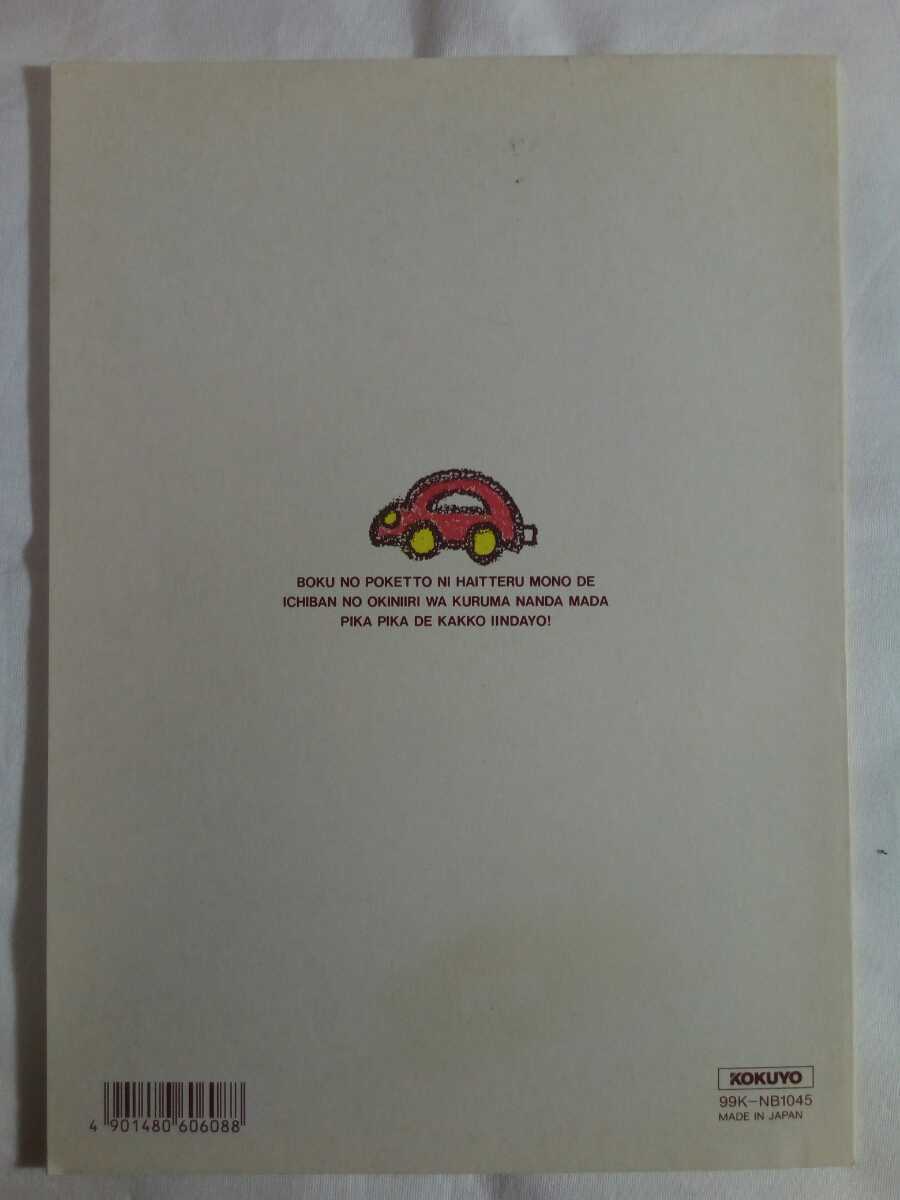 BOKU NO POKETTO NI HAITTERU MONO DE
ICHIBAN NO OKINIIRI WA KURUMA NANDA MADA
PIKA PIKA DE KAKKO IINDAYO!
KOKUYO
99K-NB1045
MADE IN JAPAN
4 901480 606088